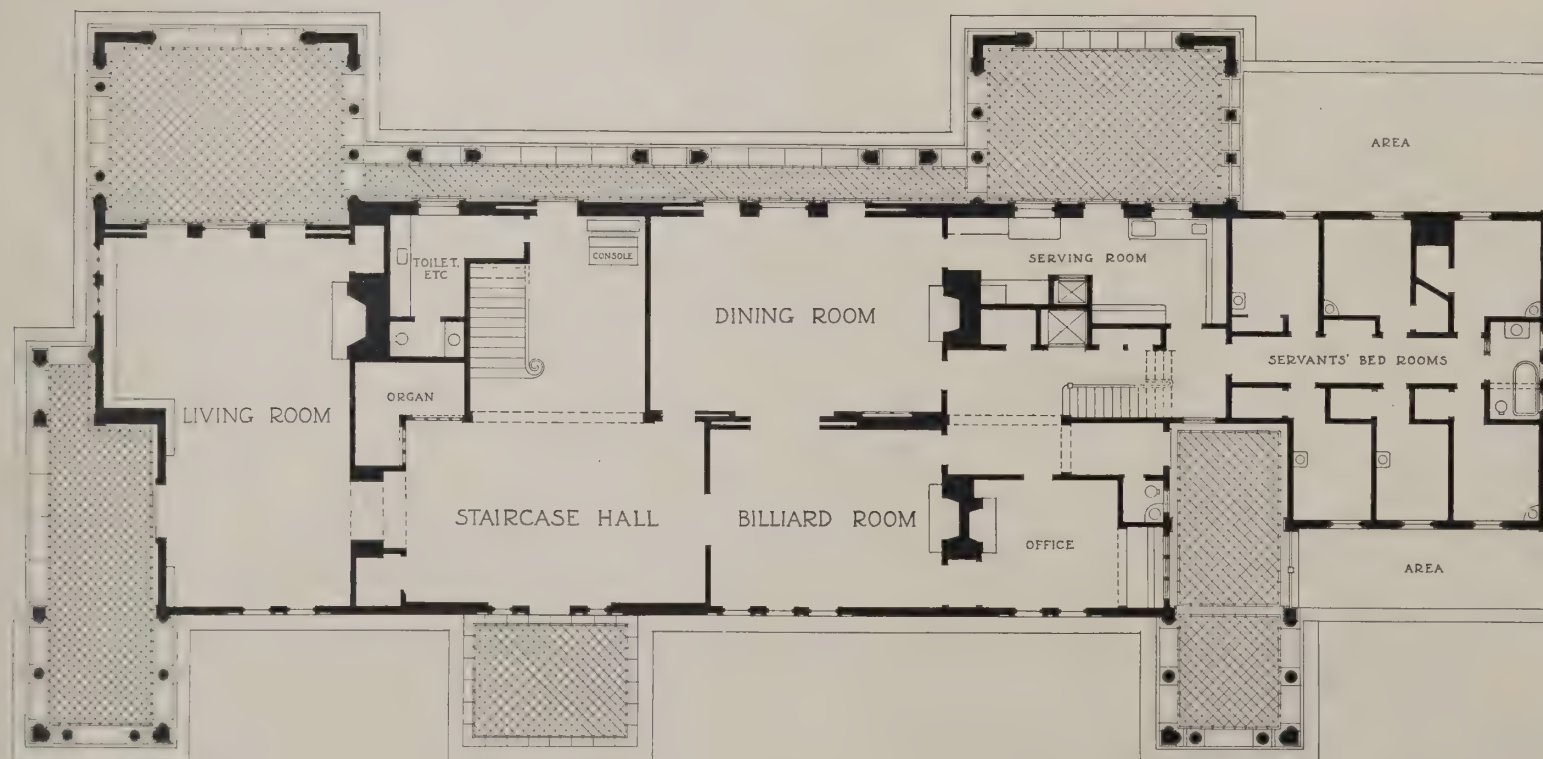 AREA
TOILET.
ETC
CONSOLE
SERVING ROOM
DINING ROOM
SERVANTS' BED ROOMS
ORGAN
LIVING ROOM
STAIRCASE HALL
BILLIARD ROOM
OFFICE
AREA